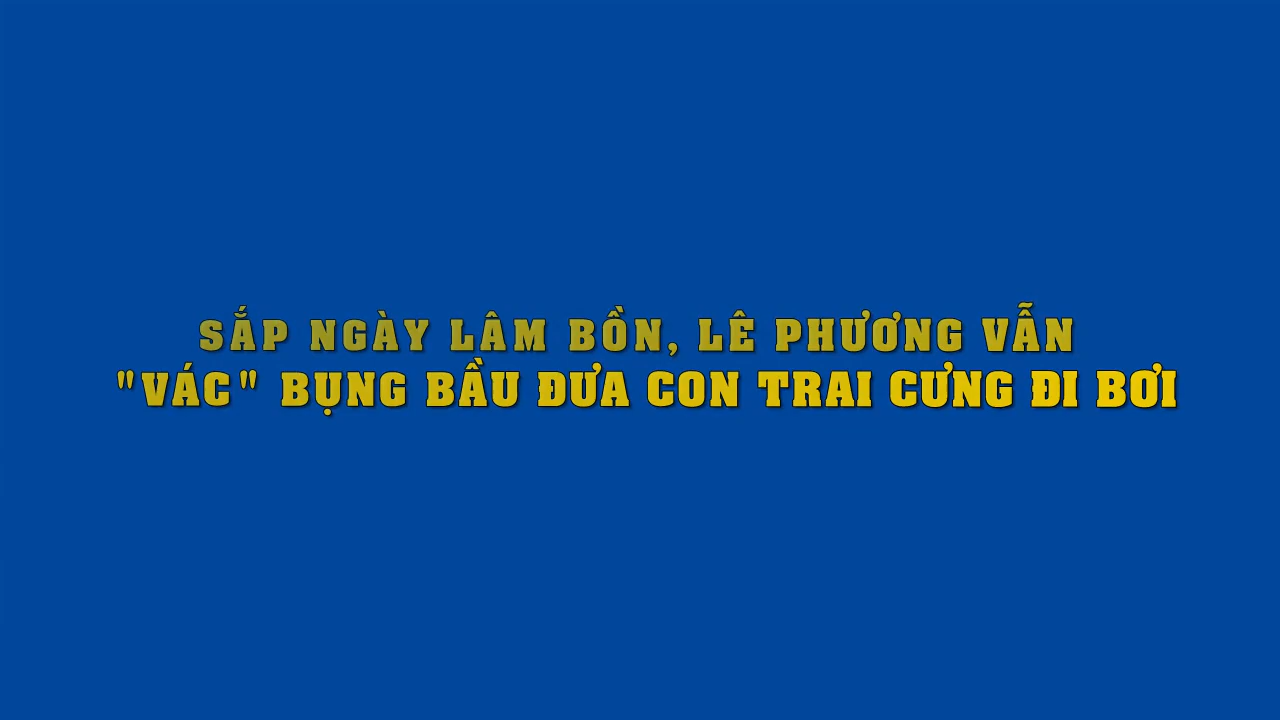 SẮP NGÀY LÂM BỒN, LÊ PHƯƠNG VẪN
"VÁC" BỤNG BẦU ĐƯA CON TRAI CƯNG ĐI BƠI